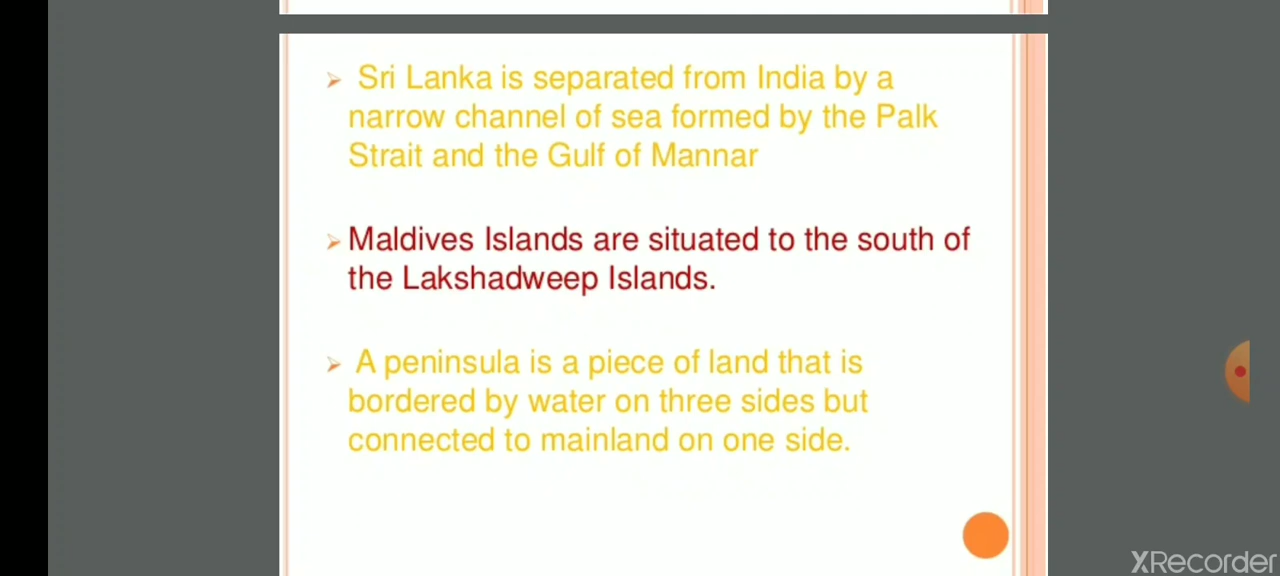 Sri Lanka is separated from India by a
narrow channel of sea formed by the Palk
Strait and the Gulf of Mannar
Maldives Islands are situated to the south of
the Lakshadweep Islands.
A peninsula is a piece of land that is
bordered by water on three sides but
connected to mainland on one side.
XRecorder